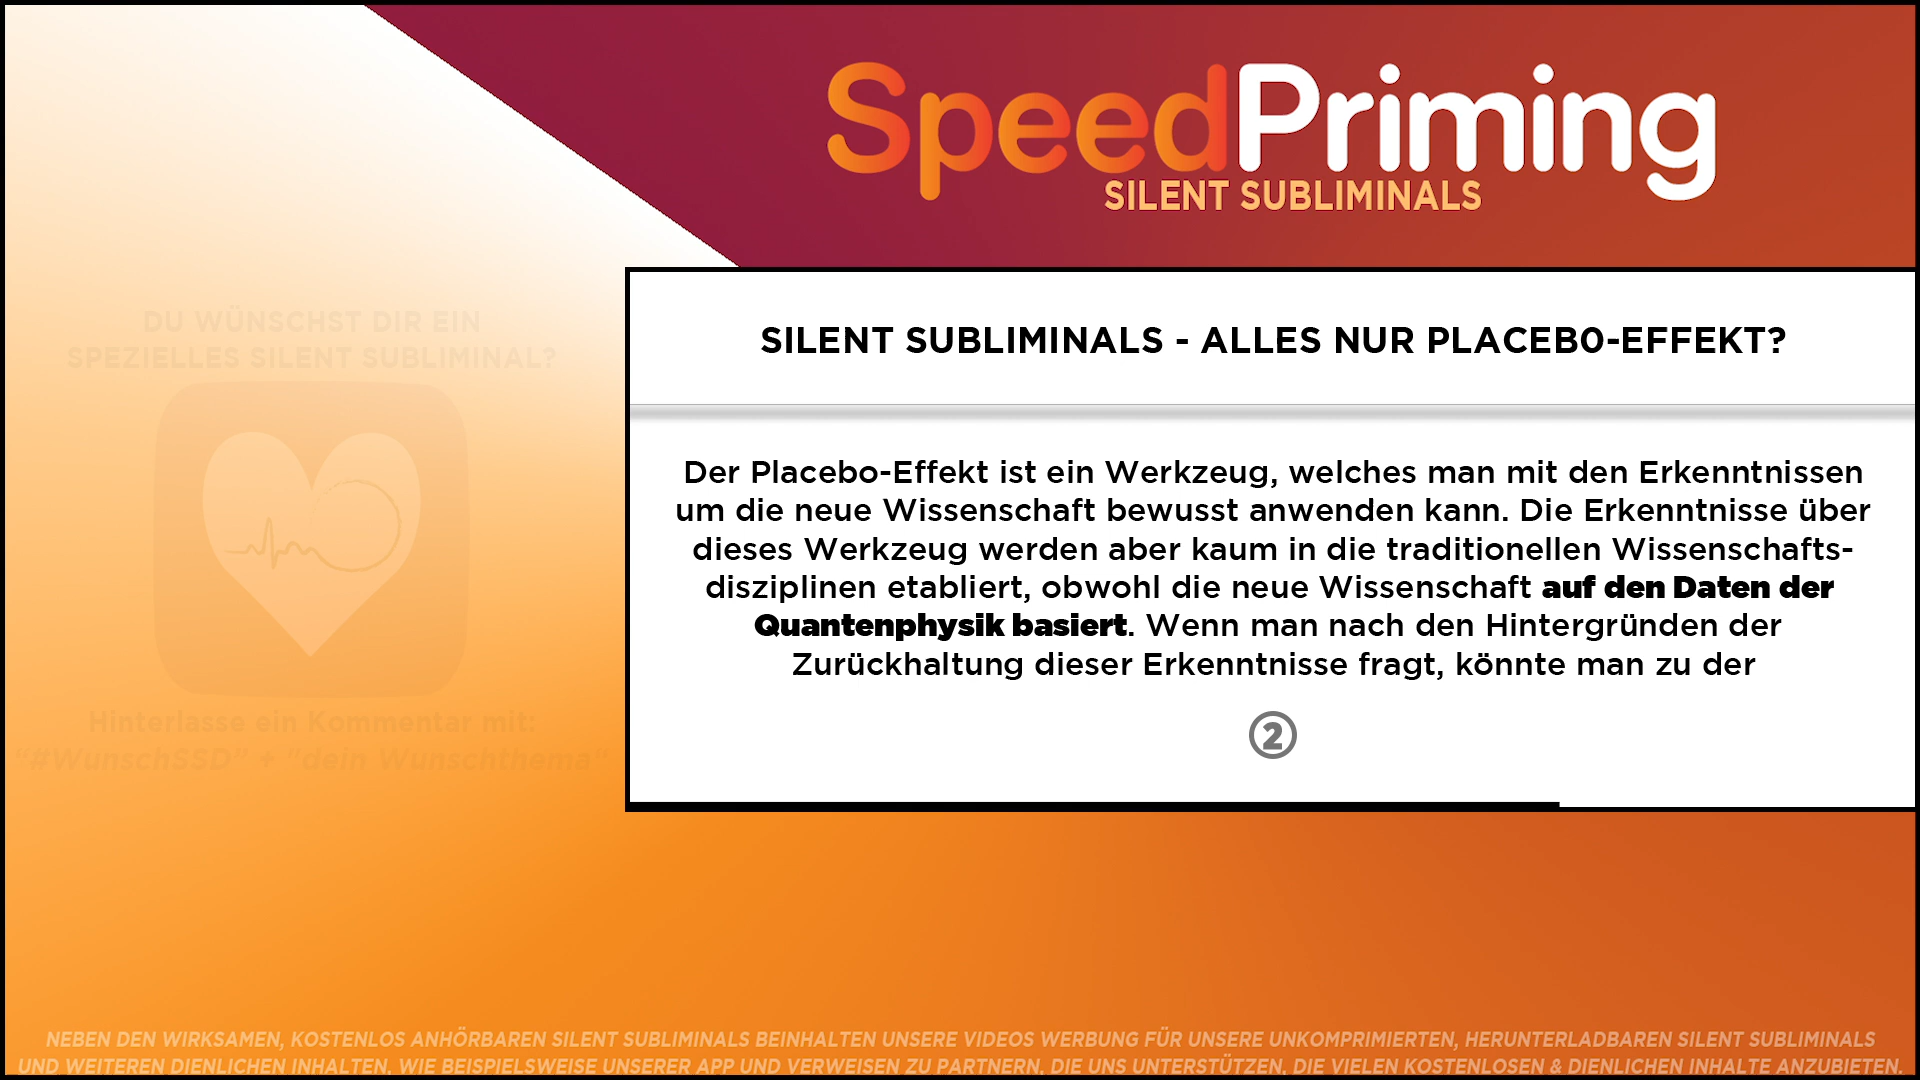 SpeedPriming
SILENT SUBLIMINALS
DU WÜNSCHST DIR EIN
SPEZIELLES SILENT SUBLIMINAL?
Hinterlasse ein Kommentar mit:
"#WunschSSD" + "dein Wunschthema"
SILENT SUBLIMINALS - ALLES NUR PLACEB0-EFFEKT?
Der Placebo-Effekt ist ein Werkzeug, welches man mit den Erkenntnissen
um die neue Wissenschaft bewusst anwenden kann. Die Erkenntnisse über
dieses Werkzeug werden aber kaum in die traditionellen Wissenschafts-
disziplinen etabliert, obwohl die neue Wissenschaft auf den Daten der
Quantenphysik basiert. Wenn man nach den Hintergründen der
Zurückhaltung dieser Erkenntnisse fragt, könnte man zu der
2
NEBEN DEN WIRKSAMEN, KOSTENLOS ANHÖRBAREN SILENT SUBLIMINALS BEINHALTEN UNSERE VIDEOS WERBUNG FÜR UNSERE UNKOMPRIMIERTEN, HERUNTERLADBAREN SILENT SUBLIMINALS
UND WEITEREN DIENLICHEN INHALTEN, WIE BEISPIELSWEISE UNSERER APP UND VERWEISEN ZU PARTNERN, DIE UNS UNTERSTÜTZEN, DIE VIELEN KOSTENLOSEN & DIENLICHEN INHALTE ANZUBIETEN.